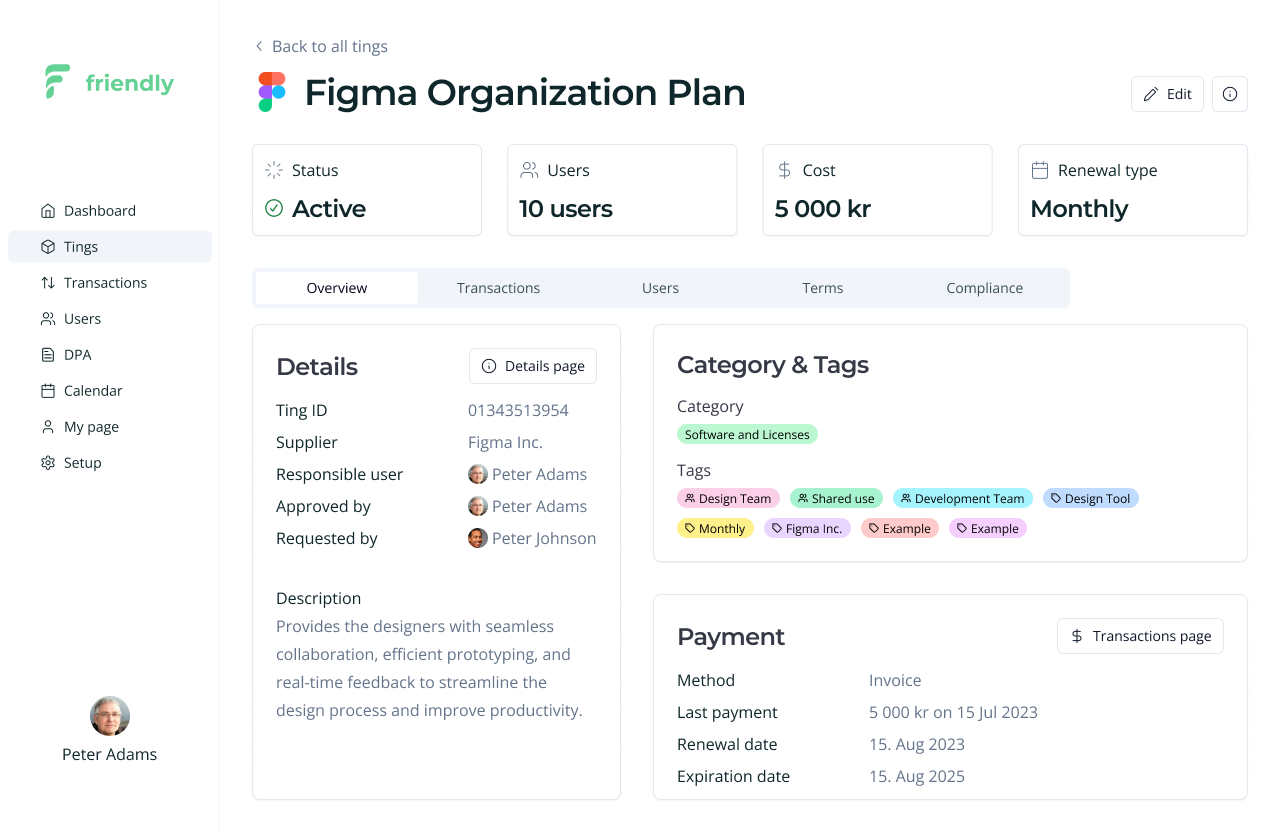 friendly
Dashboard
Tings
Transactions
Users
DPA
Calendar
My page
Setup
Peter Adams
Back to all tings
Figma Organization Plan
Edit
Status
Active
Users
10 users
Cost
5 000 kr
Renewal type
Monthly
Overview Transactions Users Terms Compliance
Details
Details page
Ting ID 01343513954
Supplier Figma Inc.
Responsible user Peter Adams
Approved by Peter Adams
Requested by Peter Johnson
Description
Provides the designers with seamless
collaboration, efficient prototyping, and
real-time feedback to streamline the
design process and improve productivity.
Category & Tags
Category
Software and Licenses
Tags
Design Team Shared use Development Team Design Tool
Monthly Figma Inc. Example Example
Payment
Transactions page
Method Invoice
Last payment 5 000 kr on 15 Jul 2023
Renewal date 15. Aug 2023
Expiration date 15. Aug 2025